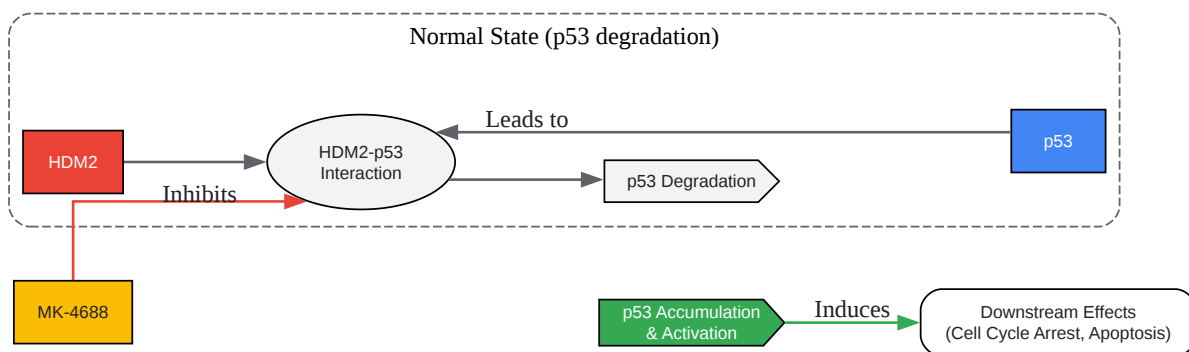 Normal State (p53 degradation)
Leads to
HDM2
HDM2-p53
Interaction
p53
p53 Degradation
Inhibits
MK-4688
p53 Accumulation
& Activation
Induces
Downstream Effects
(Cell Cycle Arrest, Apoptosis)